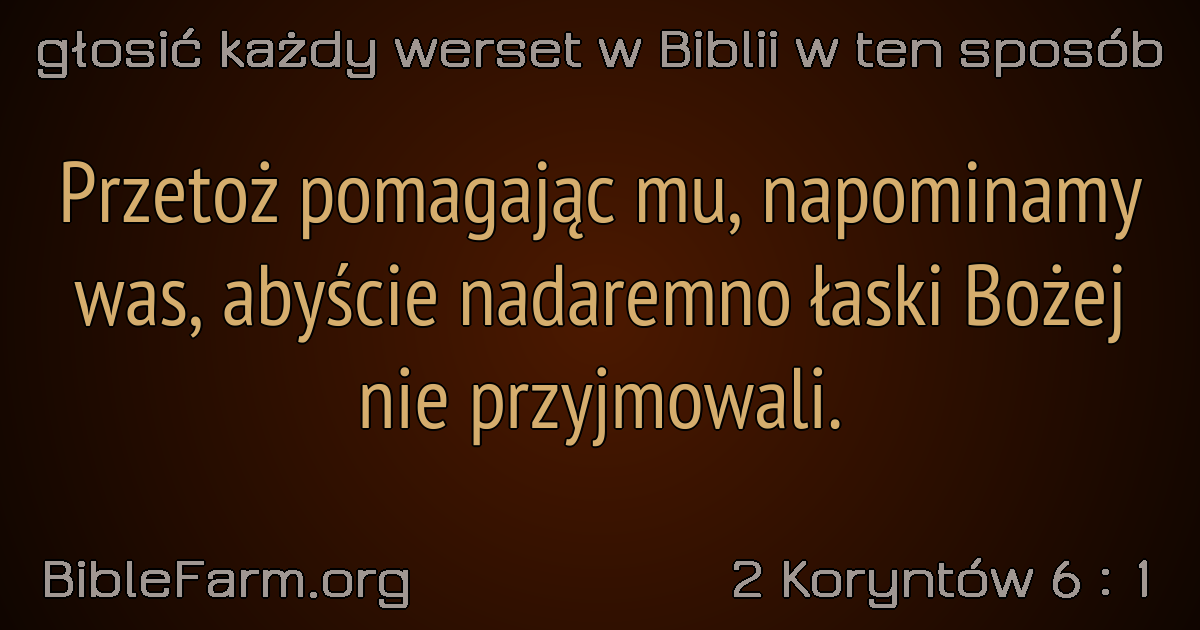 głosić każdy werset w Biblii w ten sposób
Przetoż pomagając mu, napominamy
was, abyście nadaremno łaski Bożej
nie przyjmowali.
BibleFarm.org
2 Koryntów 6 : 1